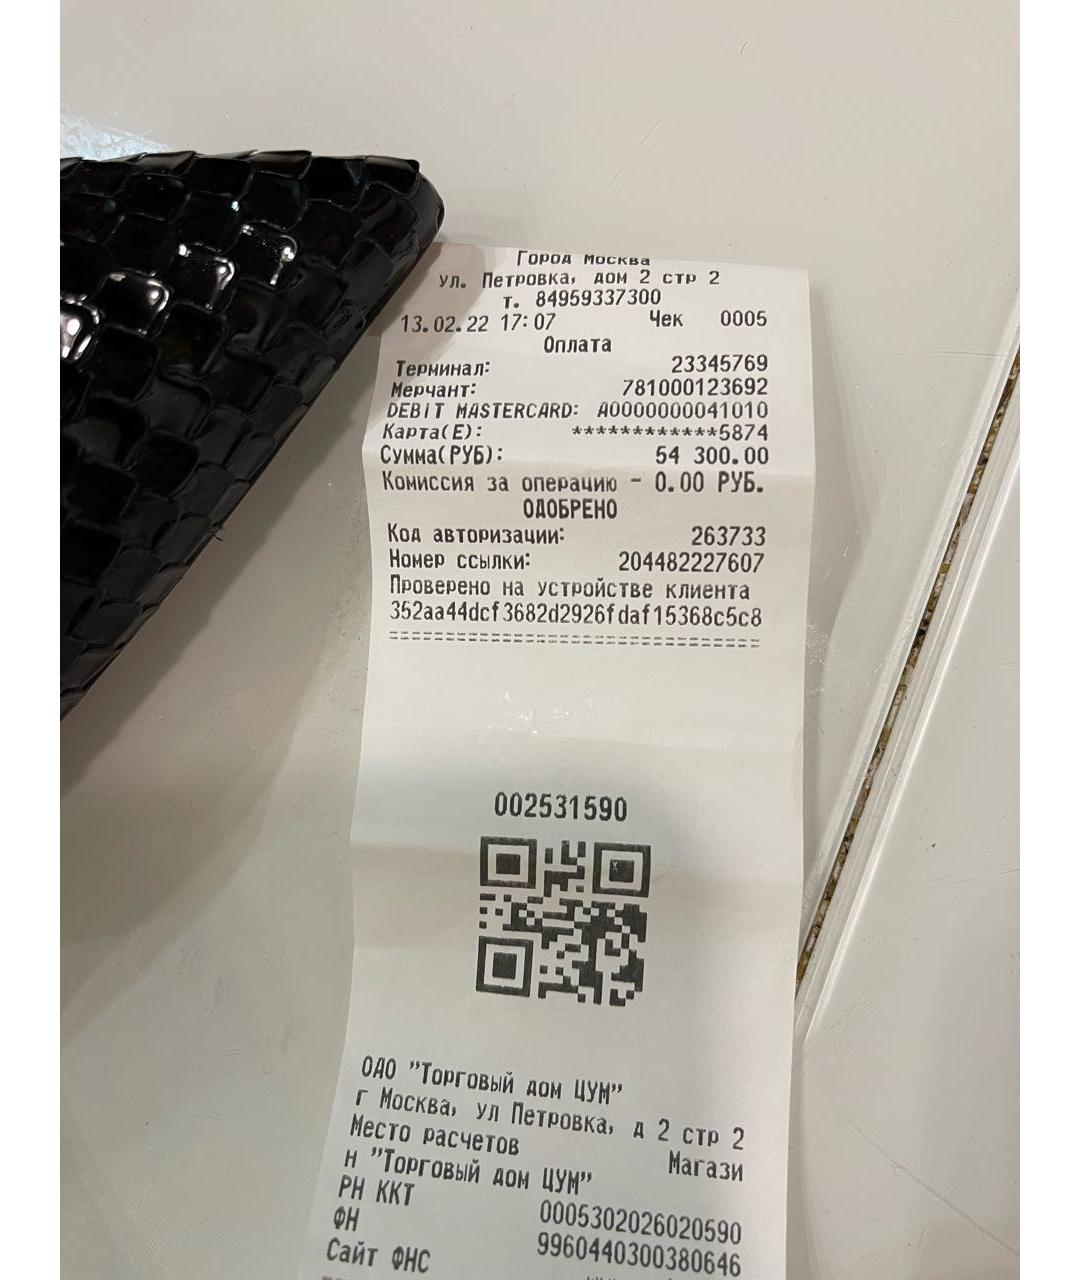 Город Москва
ул. Петровка, дом 2 стр 2
т. 84959337300
13.02.22 17:07 Чек 0005
Оплата
Терминал: 23345769
Мерчант: 781000123692
DEBIT MASTERCARD: A0000000041010
Карта(E): ************5874
Сумма(РУБ): 54 300.00
Комиссия за операцию - 0.00 РУБ.
ОДОБРЕНО
Код авторизации: 263733
Номер ссылки: 204482227607
Проверено на устройстве клиента
352aa44dcf3682d2926fdaf15368c5c8
================================
002531590
ОАО "Торговый дом ЦУМ"
г Москва, ул Петровка, д 2 стр 2
Место расчетов Магази
н "Торговый дом ЦУМ"
РН ККТ 0005302026020590
ФН 9960440300380646
Сайт ФНС